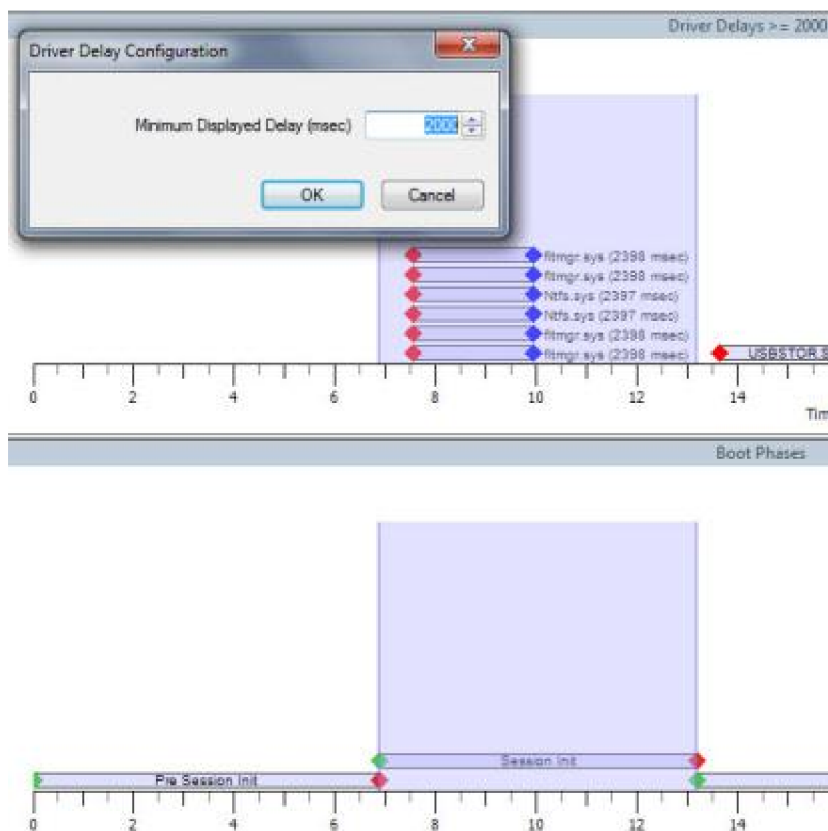 Driver Delays >= 2000
Driver Delay Configuration
Minimum Displayed Delay (msec) 2000
OK Cancel
fltmgr.sys (2398 msec)
fltmgr.sys (2398 msec)
Ntfs.sys (2397 msec)
Ntfs.sys (2397 msec)
fltmgr.sys (2398 msec)
fltmgr.sys (2398 msec)
USBSTOR.S
0 2 4 6 8 10 12 14
Tim
Boot Phases
Session Init
Pre Session Init
0 2 4 6 8 10 12 14